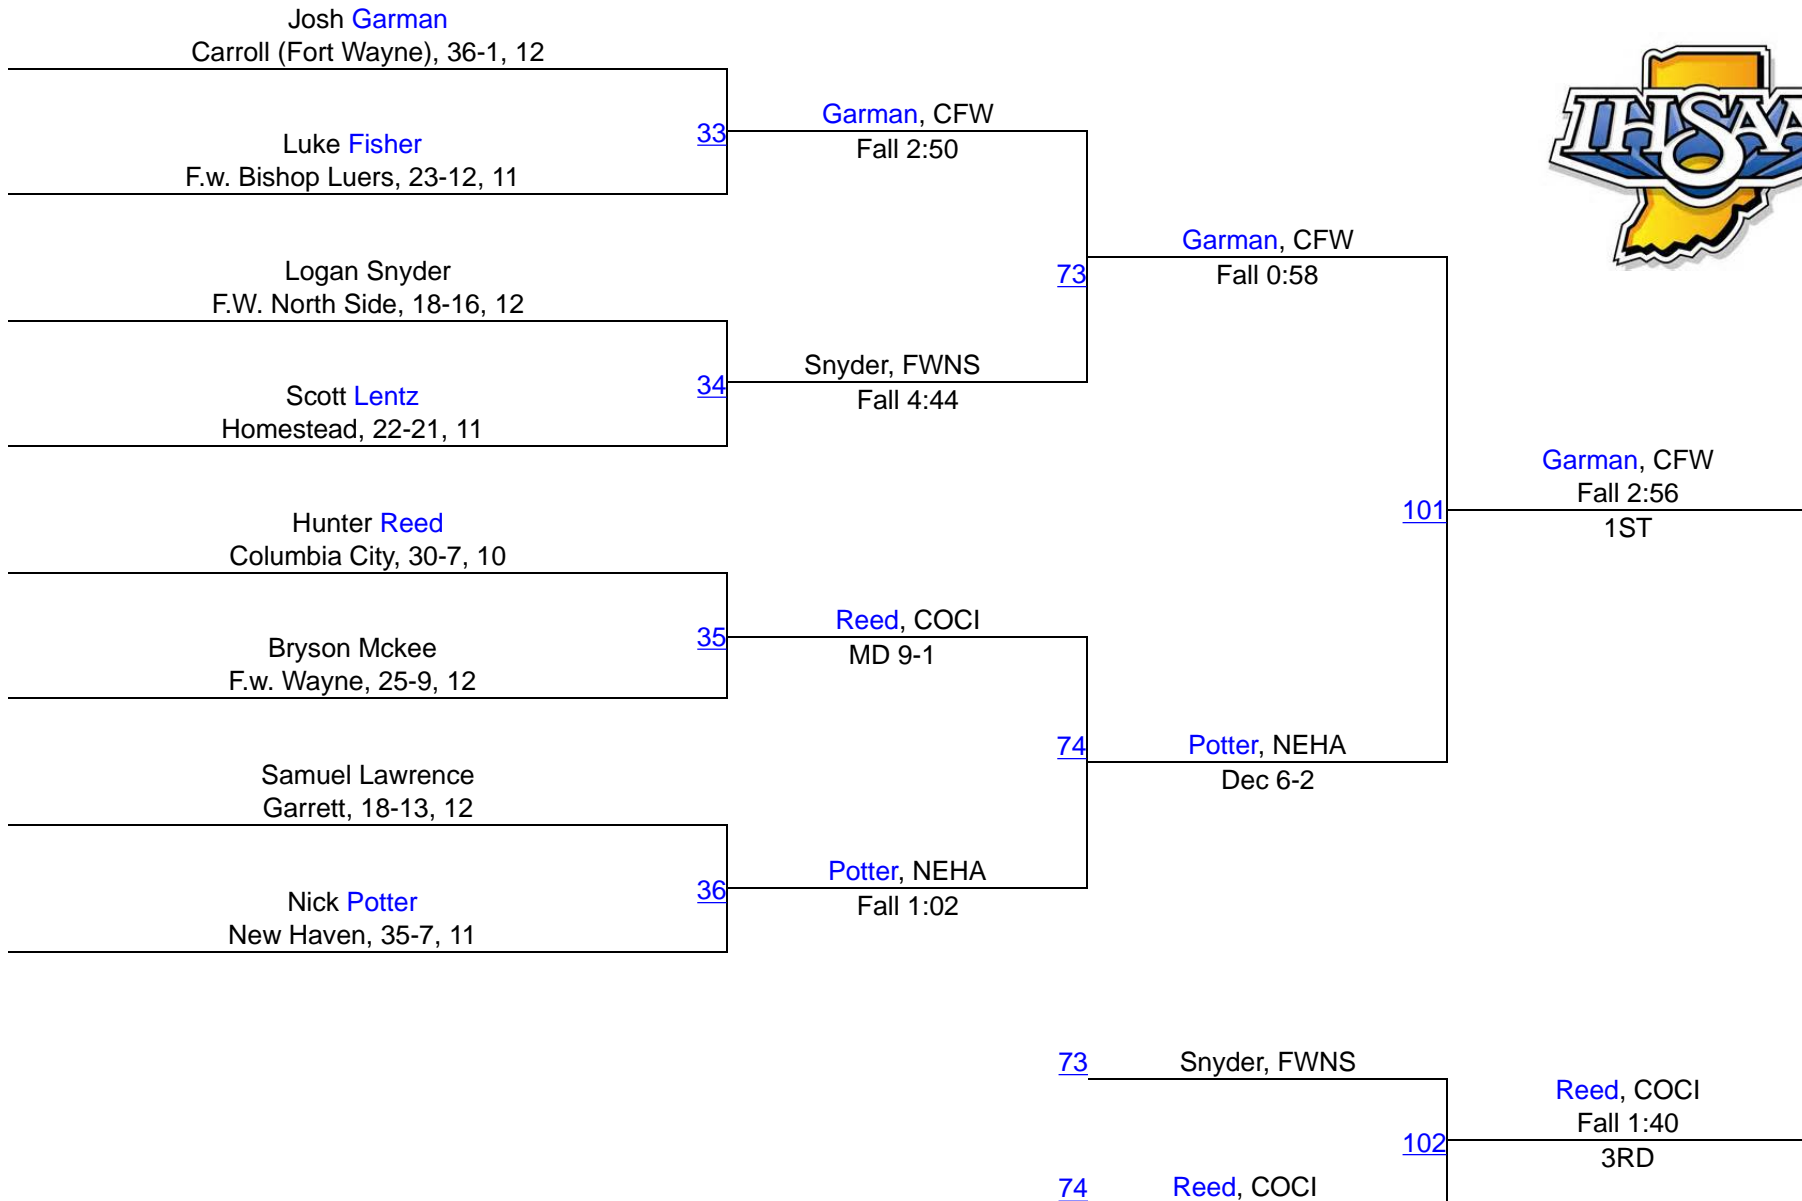 Josh Garman
Carroll (Fort Wayne), 36-1, 12
33
Luke Fisher
F.w. Bishop Luers, 23-12, 11
Garman, CFW
Fall 2:50
IHSAA
Logan Snyder
F.W. North Side, 18-16, 12
73
Garman, CFW
Fall 0:58
34
Scott Lentz
Homestead, 22-21, 11
Snyder, FWNS
Fall 4:44
Garman, CFW
Fall 2:56
1ST
101
Hunter Reed
Columbia City, 30-7, 10
35
Bryson Mckee
F.w. Wayne, 25-9, 12
Reed, COCI
MD 9-1
74
Potter, NEHA
Dec 6-2
Samuel Lawrence
Garrett, 18-13, 12
36
Nick Potter
New Haven, 35-7, 11
Potter, NEHA
Fall 1:02
73
Snyder, FWNS
102
Reed, COCI
Fall 1:40
3RD
74
Reed, COCI